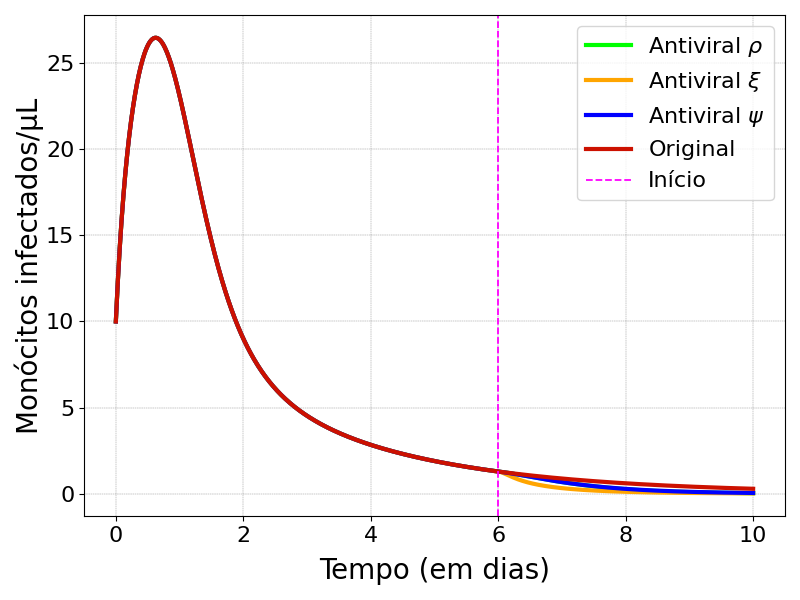 Monócitos infectados/µL
25
20
15
10
5
0
Antiviral ρ
Antiviral ξ
Antiviral ψ
Original
Início
0 2 4 6 8 10
Tempo (em dias)